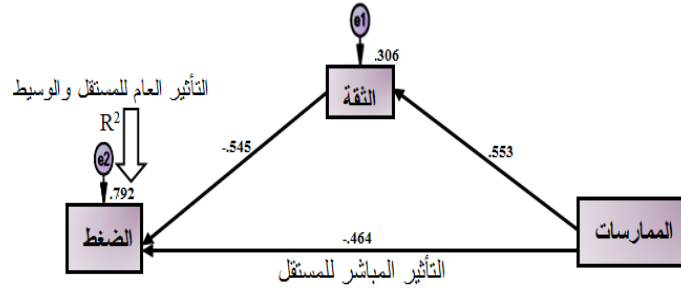 e1
.306
الثقة
التأثير العام للمستقل والوسيط
R²
e2
.792
-.545
.553
الضغط
الممارسات
-.464
التأثير المباشر للمستقل